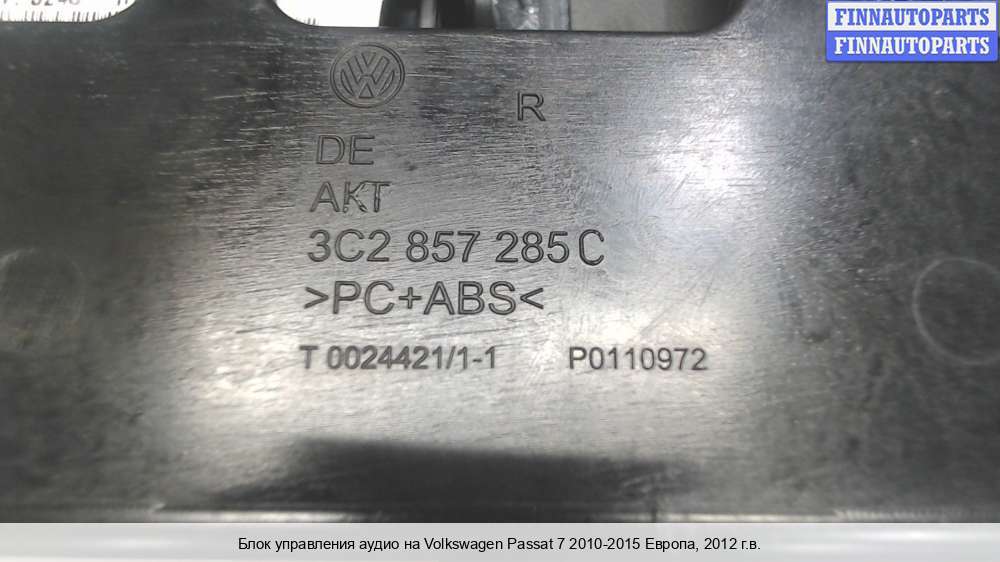 FINNAUTOPARTS
FINNAUTOPARTS
R
DE
AKT
3C2 857 285 C
>PC+ABS<
T 0024421/1-1 P0110972
Блок управления аудио на Volkswagen Passat 7 2010-2015 Европа, 2012 г.в.